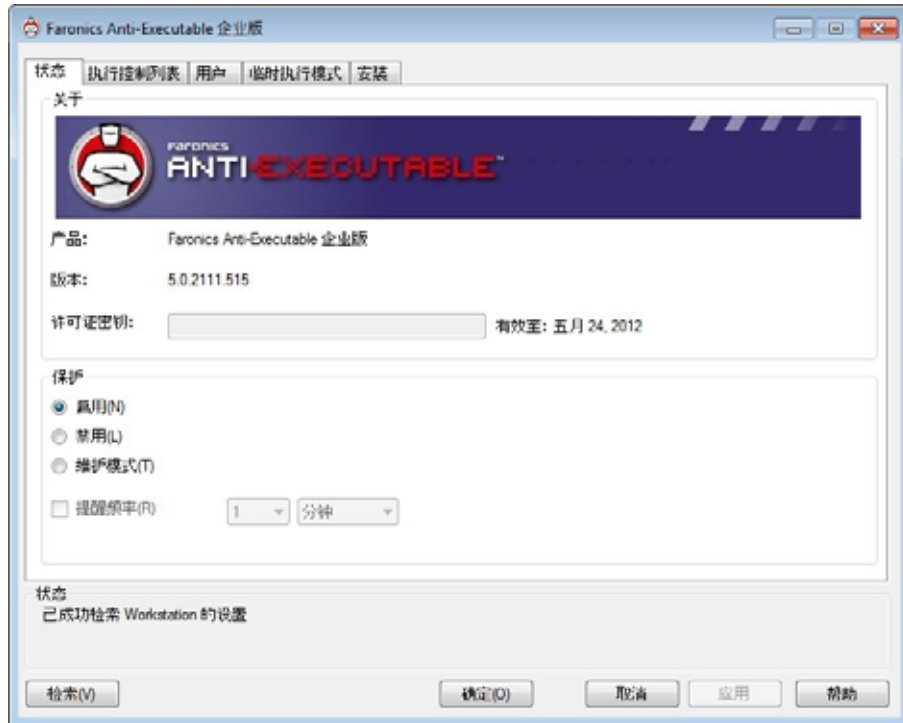 Faronics Anti-Executable 企业版
状态 执行控制列表 用户 临时执行模式 安装
关于
FARONICS
ANTI-EXECUTABLE™
产品: Faronics Anti-Executable 企业版
版本: 5.0.2111.515
许可证密钥: 有效至: 五月 24, 2012
保护
启用(N)
禁用(L)
维护模式(T)
提醒频率(R) 1 分钟
状态
已成功检索 Workstation 的设置
检索(V) 确定(O) 取消 应用 帮助